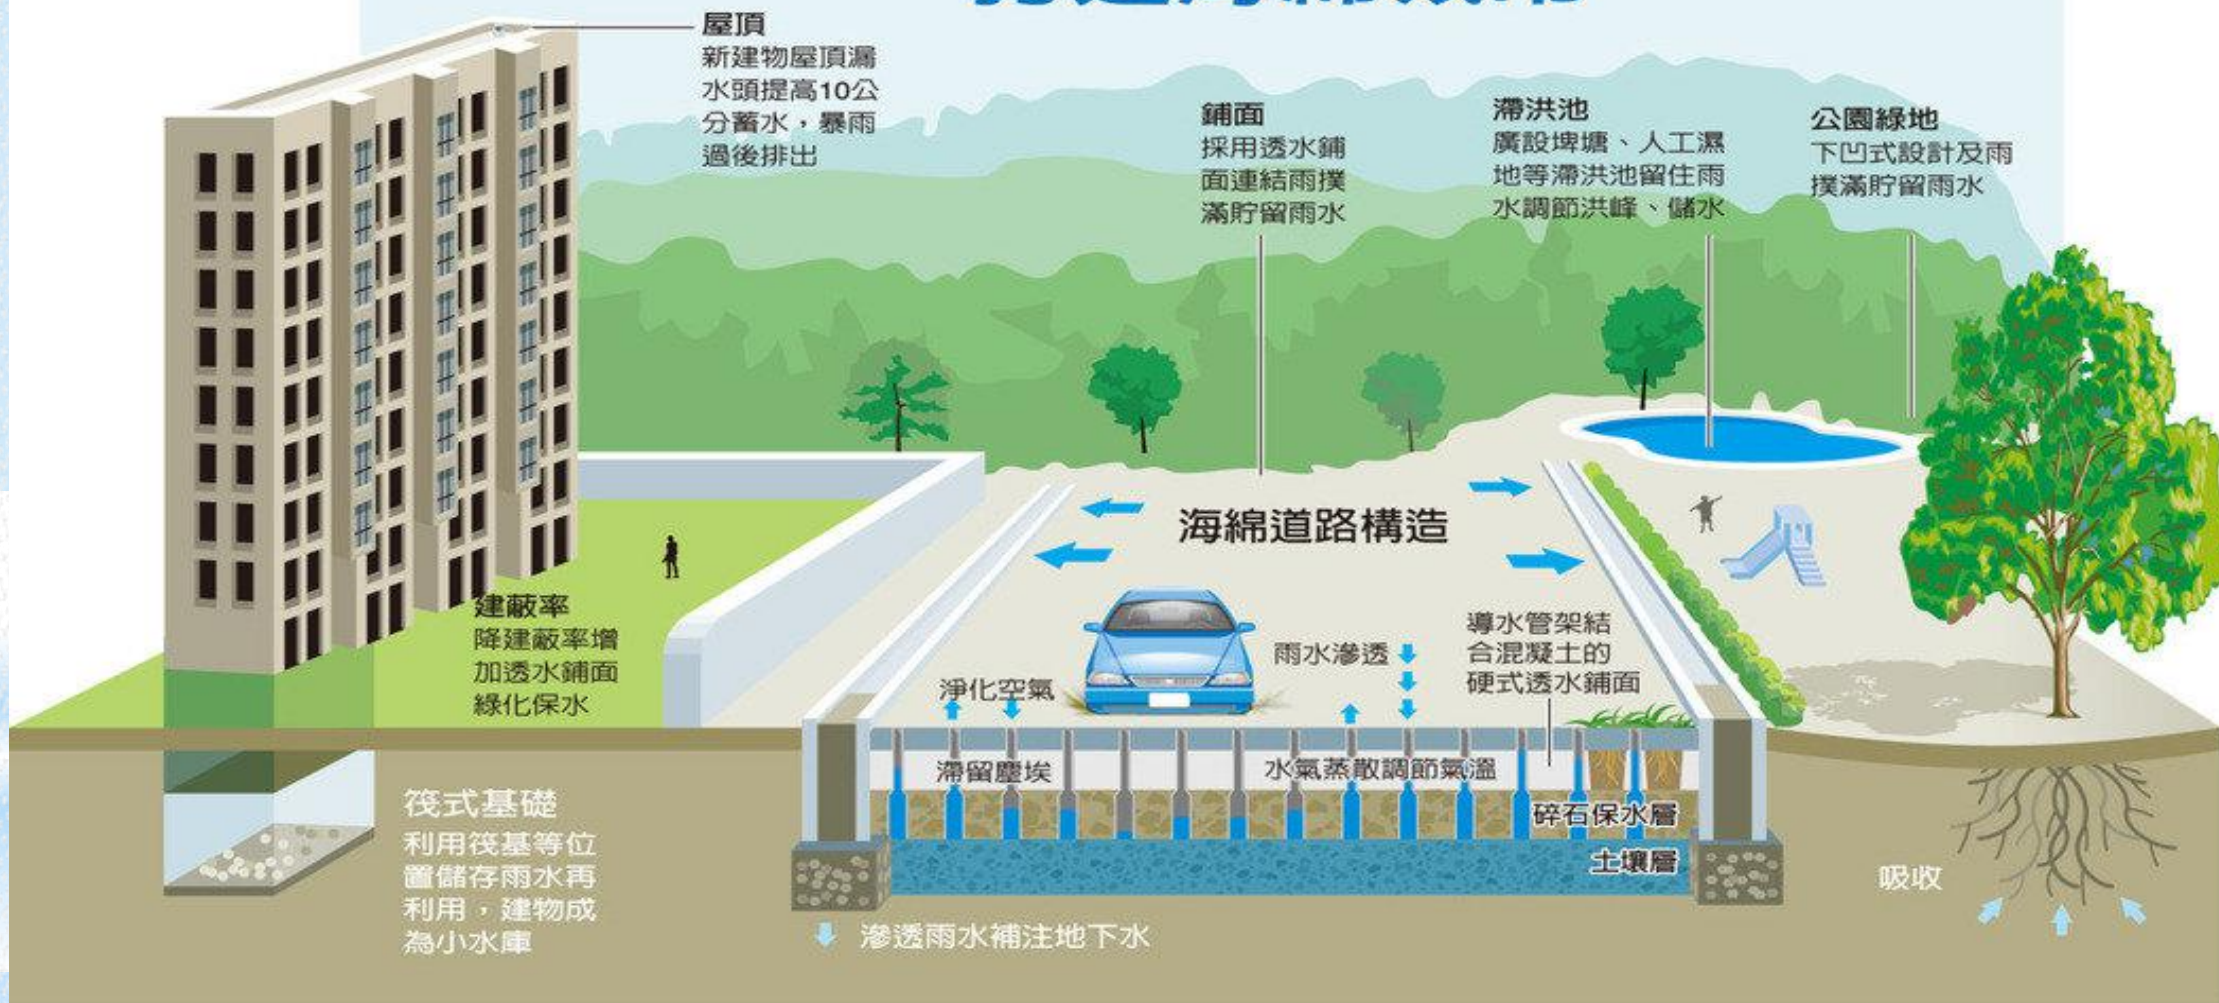 屋頂
新建物屋頂漏
水頭提高10公
分蓄水，暴雨
過後排出
鋪面
採用透水鋪
面連結雨撲
滿貯留雨水
滯洪池
廣設埤塘、人工濕
地等滯洪池留住雨
水調節洪峰、儲水
公園綠地
下凹式設計及雨
撲滿貯留雨水
海綿道路構造
建蔽率
降建蔽率增
加透水鋪面
綠化保水
淨化空氣
雨水滲透
導水管架結
合混凝土的
硬式透水鋪面
滯留塵埃
水氣蒸散調節氣溫
碎石保水層
土壤層
筏式基礎
利用筏基等位
置儲存雨水再
利用，建物成
為小水庫
滲透雨水補注地下水
吸收